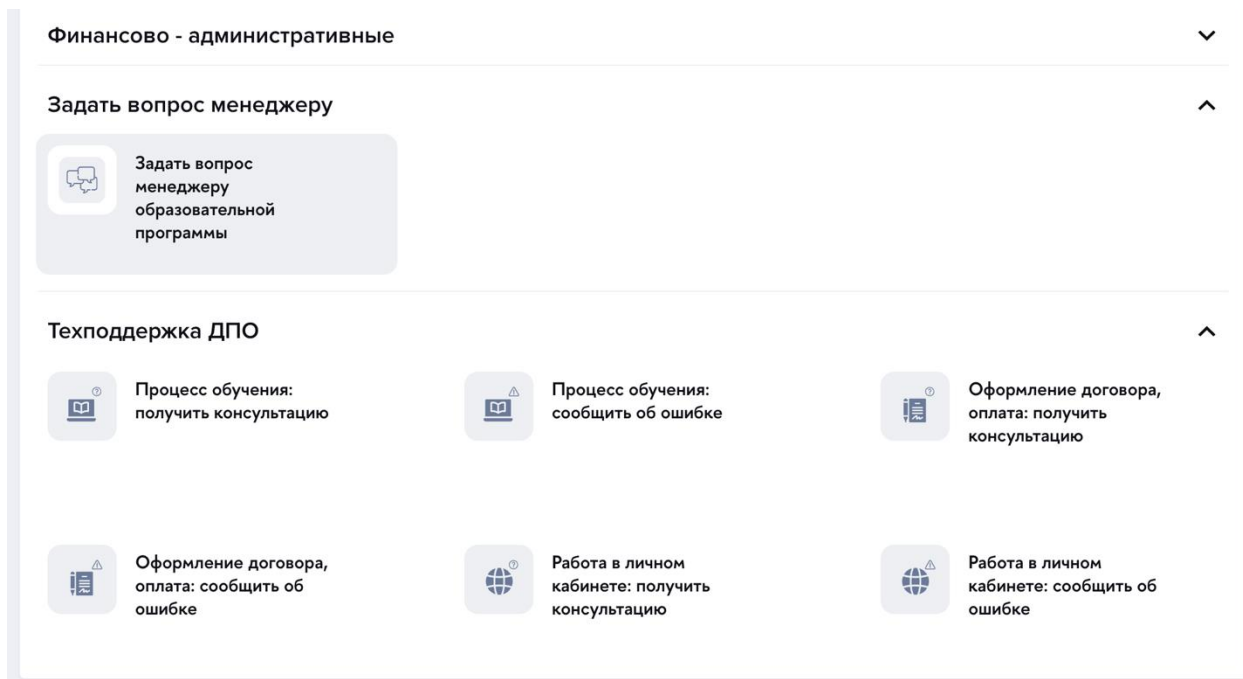 Финансово - административные
Задать вопрос менеджеру
Задать вопрос
менеджеру
образовательной
программы
Техподдержка ДПО
Процесс обучения:
получить консультацию
Процесс обучения:
сообщить об ошибке
Оформление договора,
оплата: получить
консультацию
Оформление договора,
оплата: сообщить об
ошибке
Работа в личном
кабинете: получить
консультацию
Работа в личном
кабинете: сообщить об
ошибке